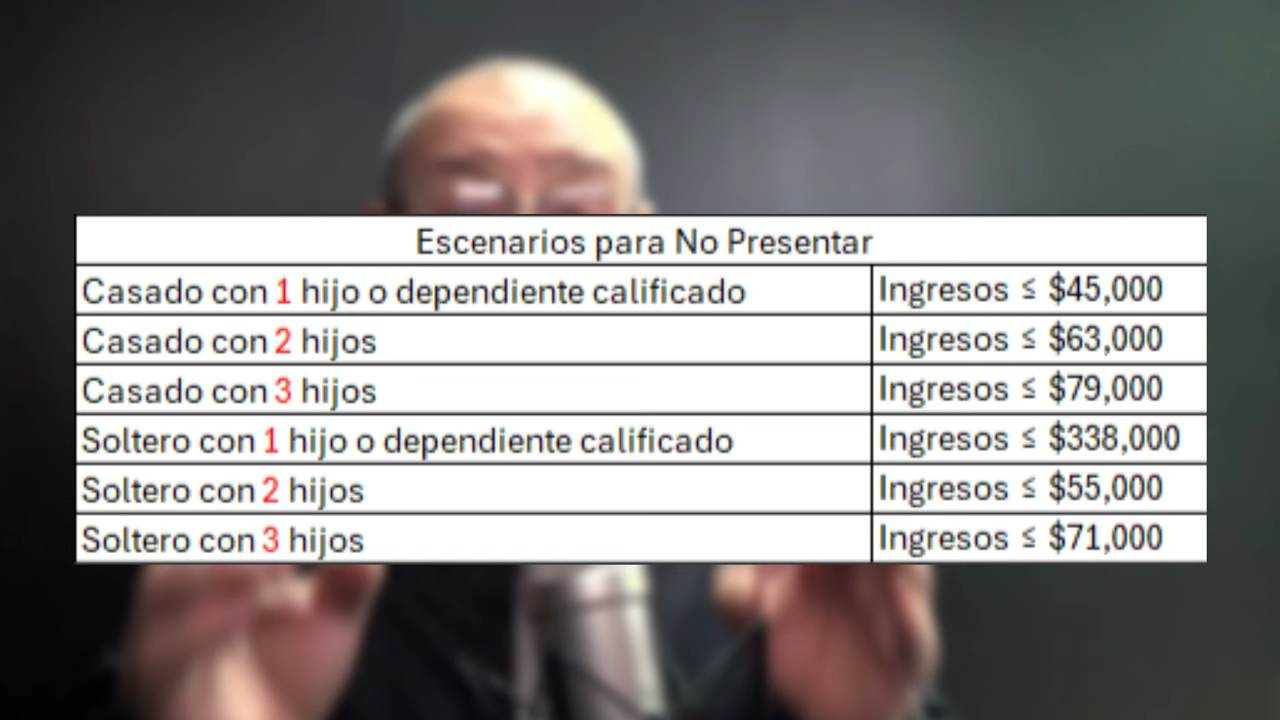 Escenarios para No Presentar
Casado con 1 hijo o dependiente calificado Ingresos ≤ $45,000
Casado con 2 hijos Ingresos ≤ $63,000
Casado con 3 hijos Ingresos ≤ $79,000
Soltero con 1 hijo o dependiente calificado Ingresos ≤ $338,000
Soltero con 2 hijos Ingresos ≤ $55,000
Soltero con 3 hijos Ingresos ≤ $71,000